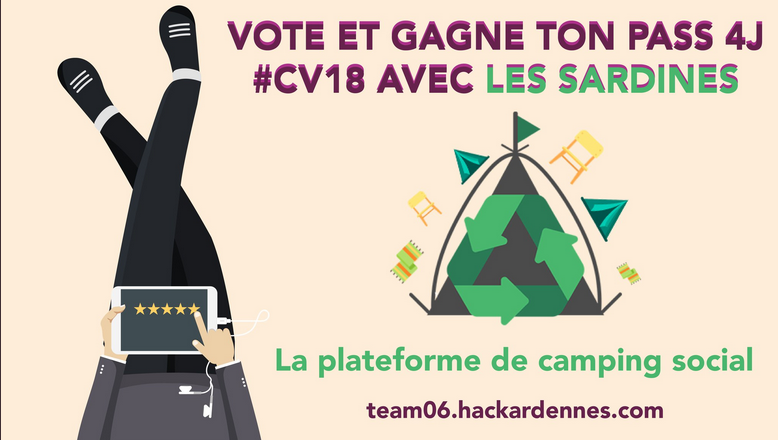 VOTE ET GAGNE TON PASS 4J
#CV18 AVEC LES SARDINES
La plateforme de camping social
team06.hackardennes.com